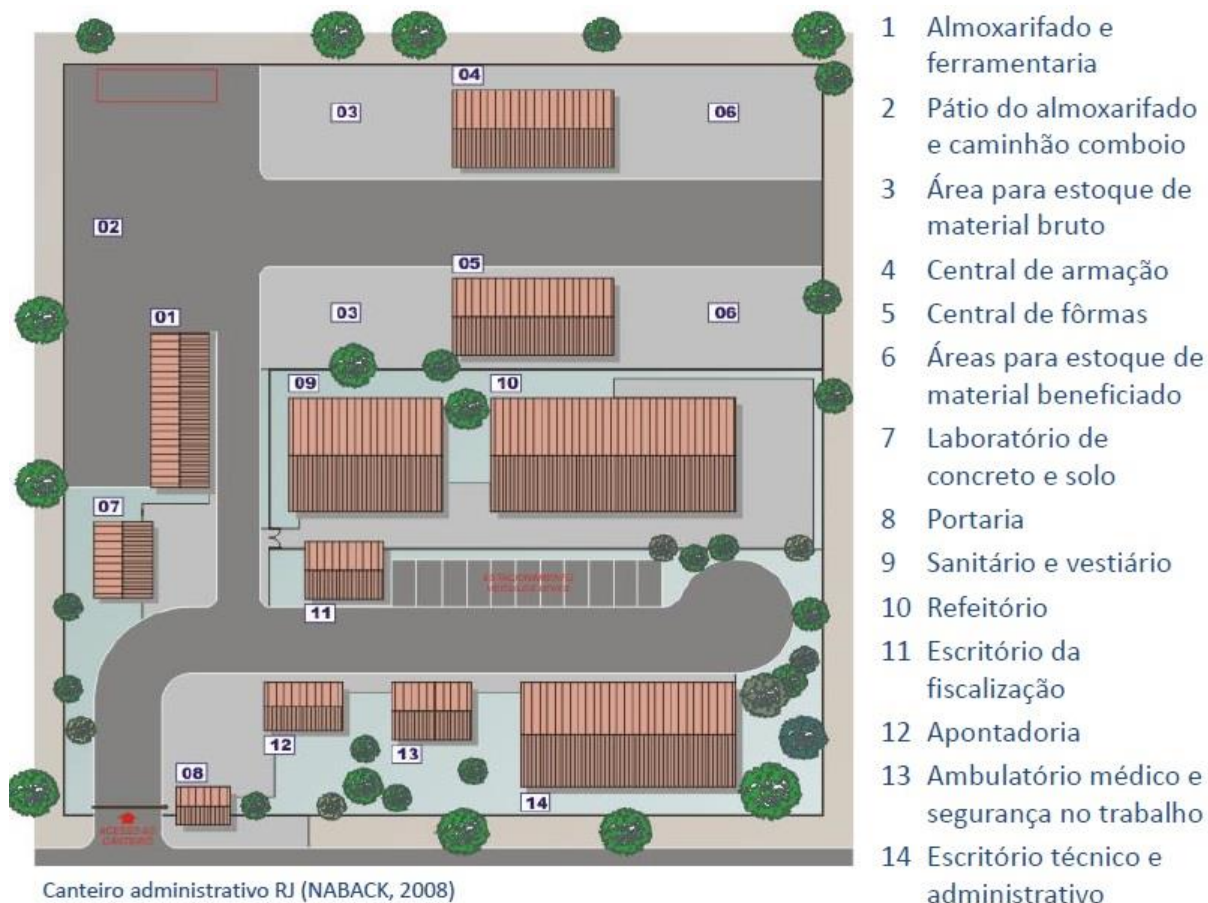 04
03
06
02
05
03
06
01
09
10
07
ESTACIONAMENTO
11
12
13
08
14
ACESSO AO
CANTEIRO
Canteiro administrativo RJ (NABACK, 2008)
1 Almoxarifado e
ferramentaria
2 Pátio do almoxarifado
e caminhão comboio
3 Área para estoque de
material bruto
4 Central de armação
5 Central de fôrmas
6 Áreas para estoque de
material beneficiado
7 Laboratório de
concreto e solo
8 Portaria
9 Sanitário e vestiário
10 Refeitório
11 Escritório da
fiscalização
12 Apontadoria
13 Ambulatório médico e
segurança no trabalho
14 Escritório técnico e
administrativo